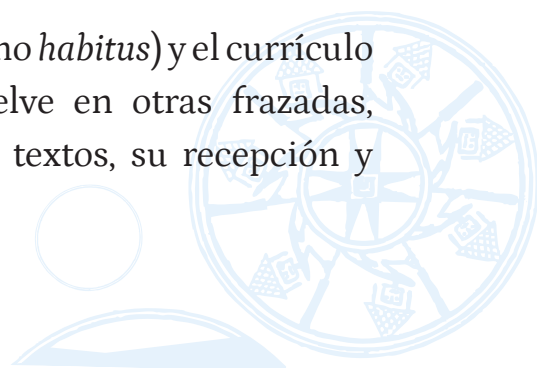 no habitus) y el currículo
elve en otras frazadas,
textos, su recepción y